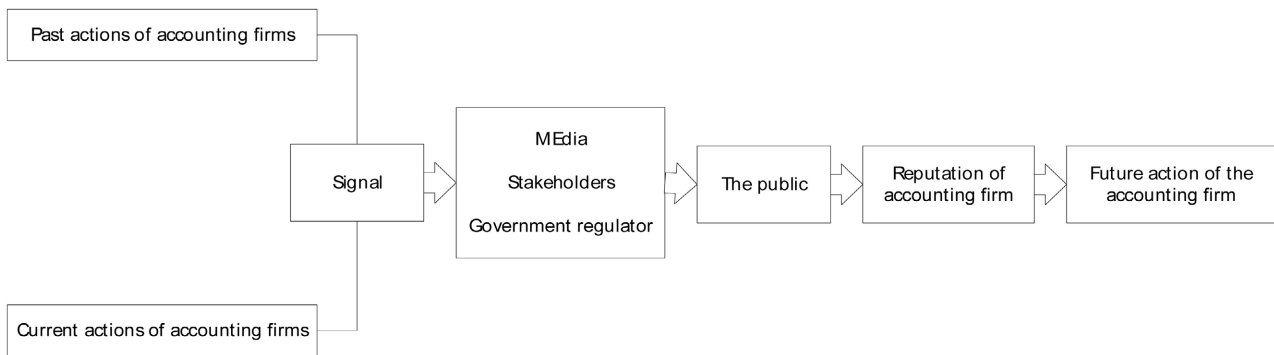 Past actions of accounting firms
Signal
MEdia
Stakeholders
Government regulator
The public
Reputation of
accounting firm
Future action of the
accounting firm
Current actions of accounting firms